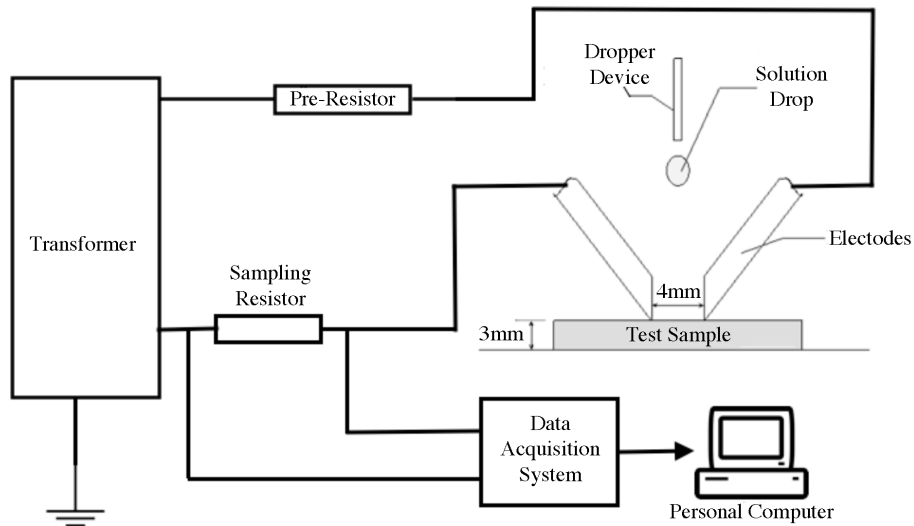 Dropper
Device
Solution
Drop
Pre-Resistor
Transformer
Electodes
Sampling
Resistor
4mm
3mm
Test Sample
Data
Acquisition
System
Personal Computer